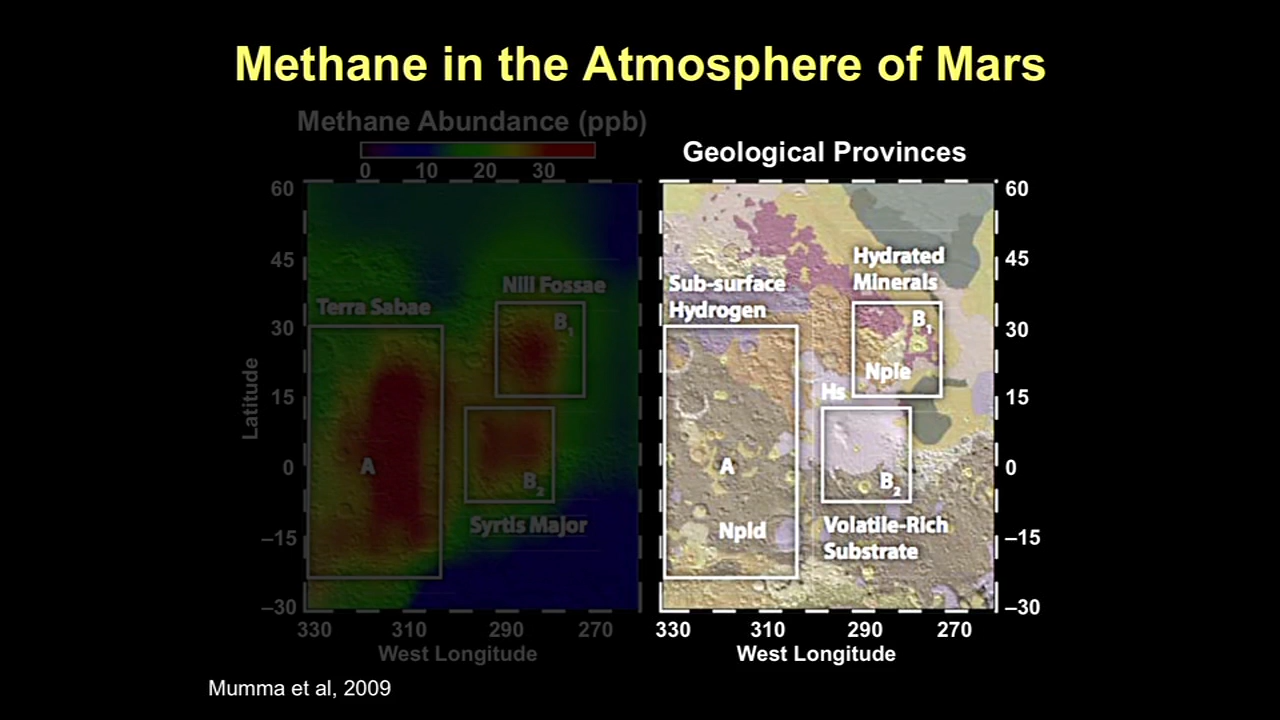 Methane in the Atmosphere of Mars
Methane Abundance (ppb)
0 10 20 30
60
45
30
15
0
–15
–30
Latitude
Terra Sabae
Nili Fossae
B1
A
B2
Syrtis Major
330 310 290 270
West Longitude
Geological Provinces
Sub-surface
Hydrogen
Hydrated
Minerals
B1
Nple
Hs
A
B2
Npld
Volatile-Rich
Substrate
60
45
30
15
0
–15
–30
330 310 290 270
West Longitude
Mumma et al, 2009